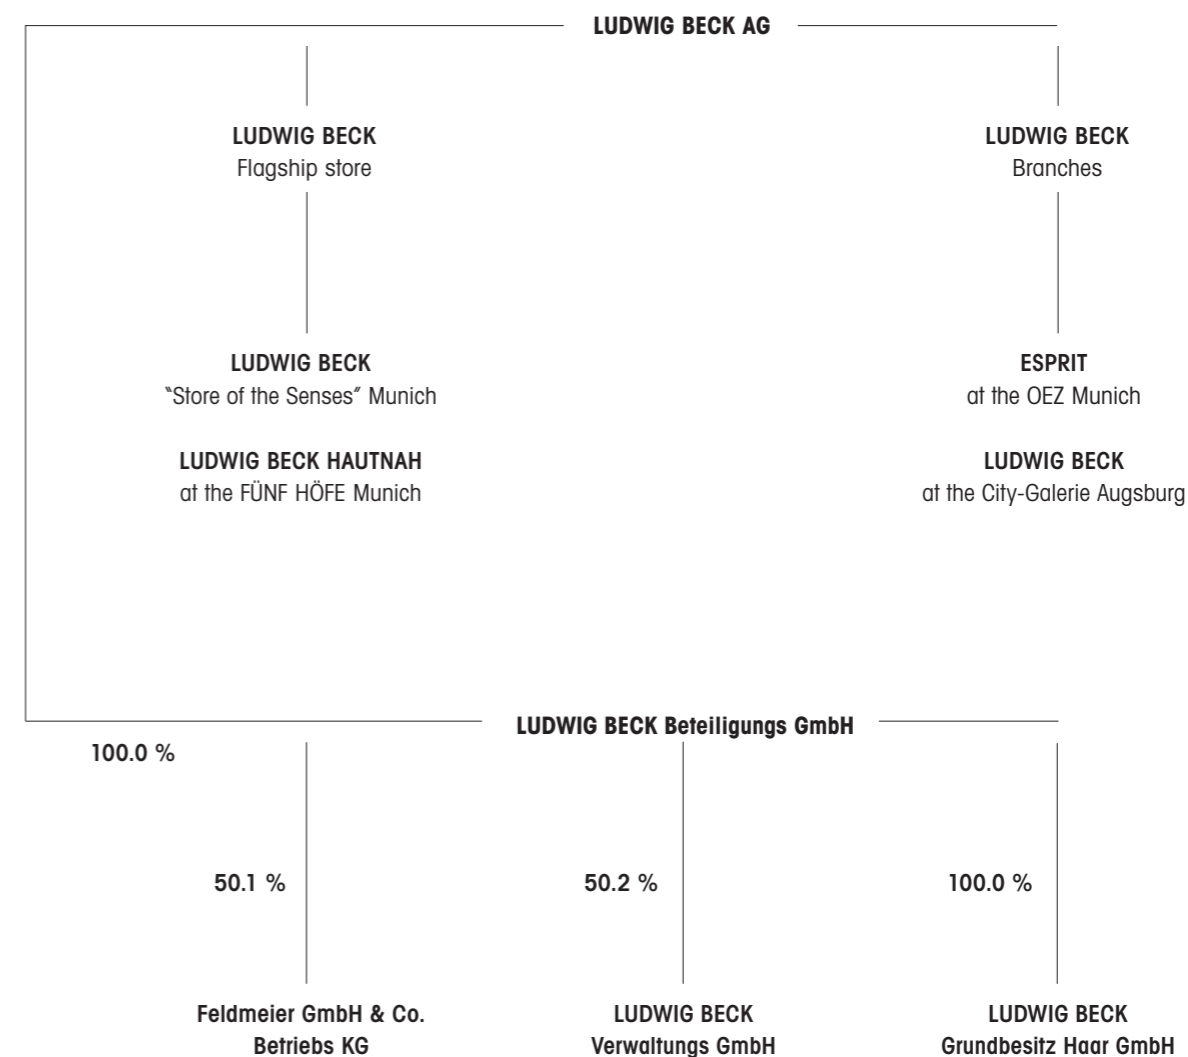 LUDWIG BECK AG
LUDWIG BECK
Flagship store
LUDWIG BECK
Branches
LUDWIG BECK
"Store of the Senses" Munich
LUDWIG BECK HAUTNAH
at the FÜNF HÖFE Munich
ESPRIT
at the OEZ Munich
LUDWIG BECK
at the City-Galerie Augsburg
LUDWIG BECK Beteiligungs GmbH
100.0 %
50.1 %
50.2 %
100.0 %
Feldmeier GmbH & Co.
Betriebs KG
LUDWIG BECK
Verwaltungs GmbH
LUDWIG BECK
Grundbesitz Haar GmbH